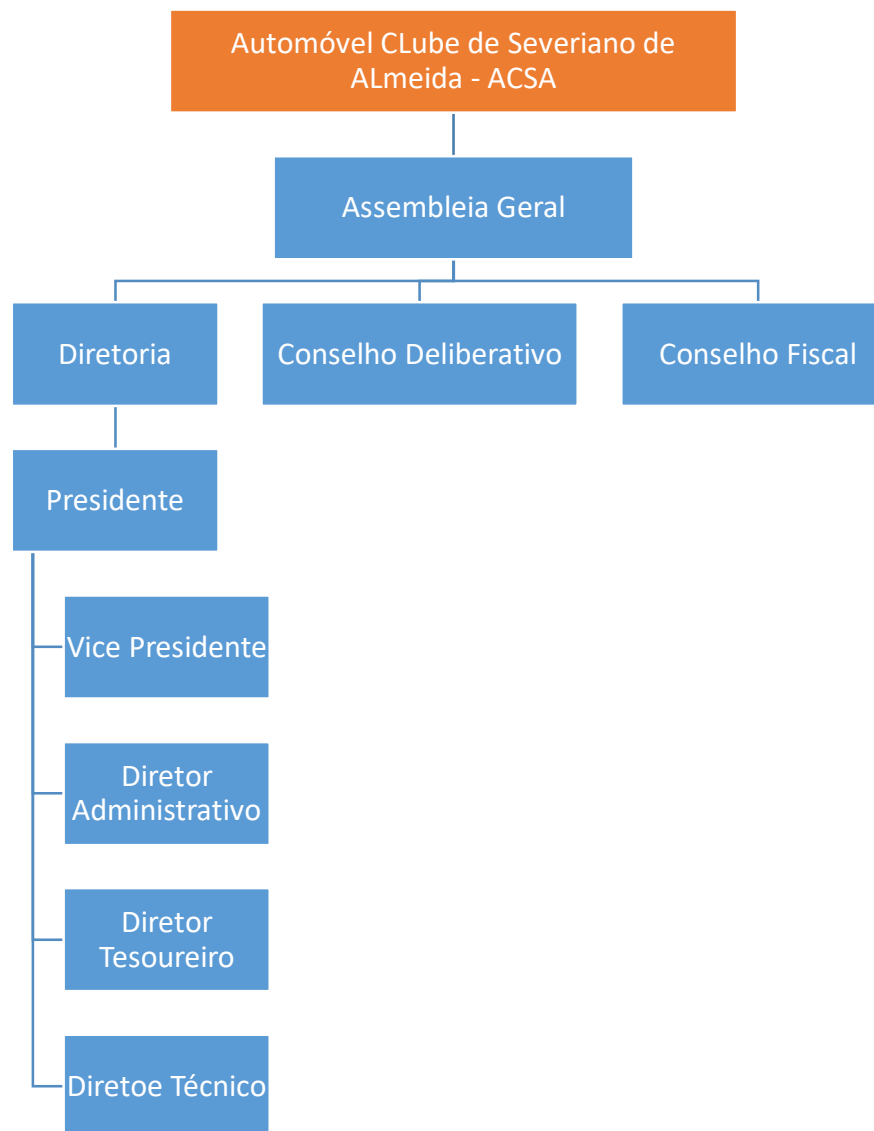 Automóvel CLube de Severiano de
ALmeida - ACSA
Assembleia Geral
Diretoria
Conselho Deliberativo
Conselho Fiscal
Presidente
Vice Presidente
Diretor
Administrativo
Diretor
Tesoureiro
Diretoe Técnico